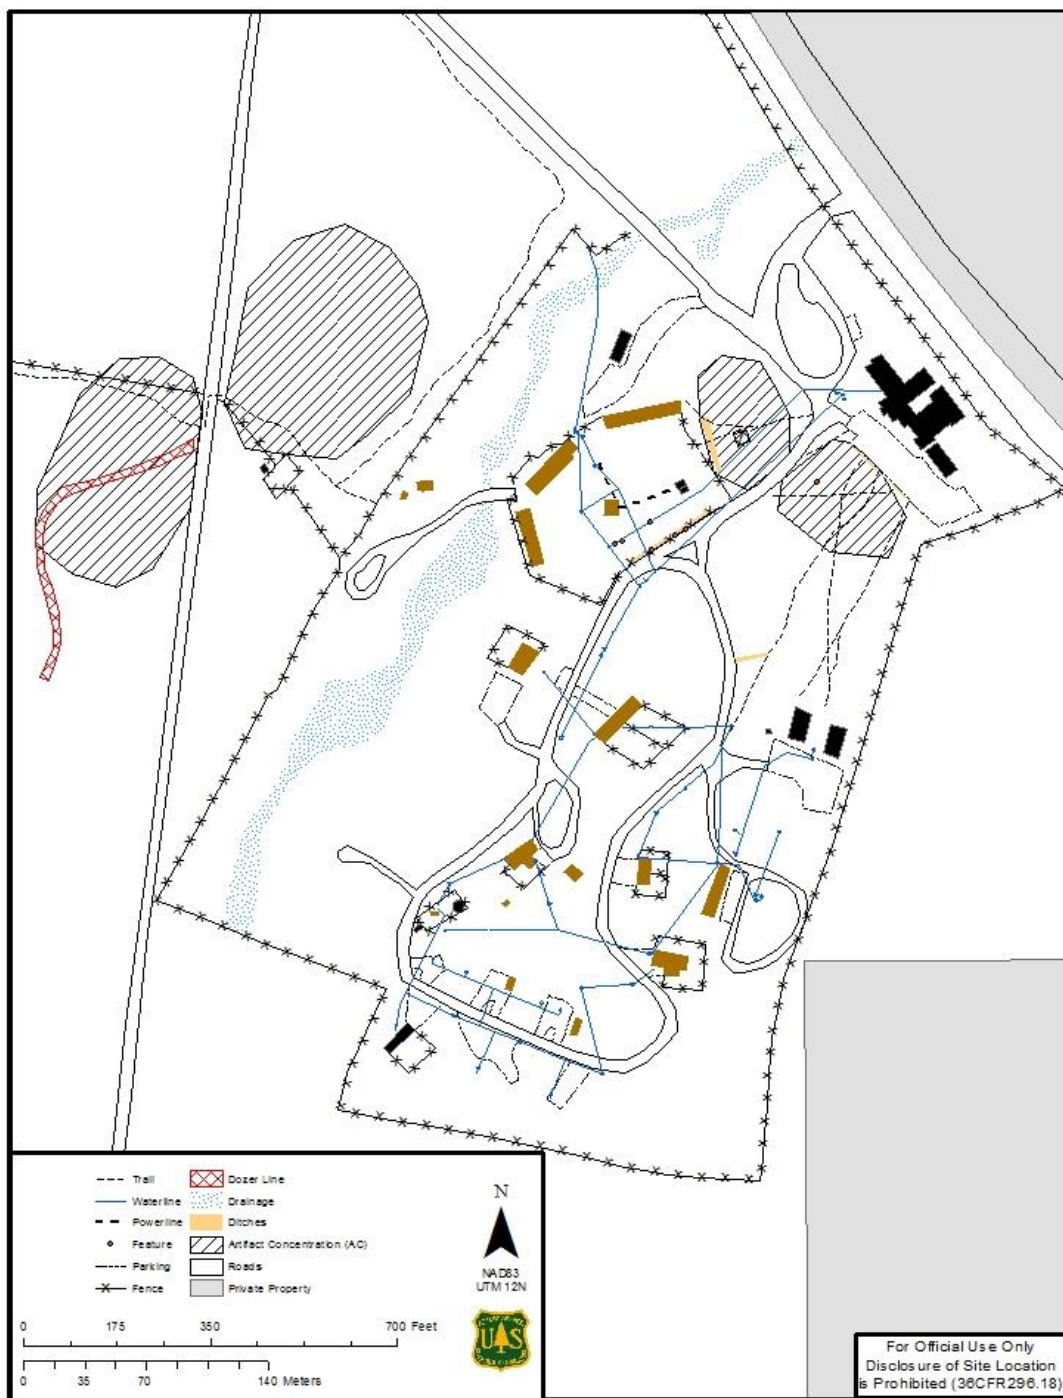 Trail
Dozer Line
Waterline
Drainage
Powerline
Ditches
Feature
Artifact Concentration (AC)
Parking
Roads
Fence
Private Property
N
NAD83
UTM 12N
0 175 350 700 Feet
0 35 70 140 Meters
US
For Official Use Only
Disclosure of Site Location
is Prohibited (36CFR296.18)